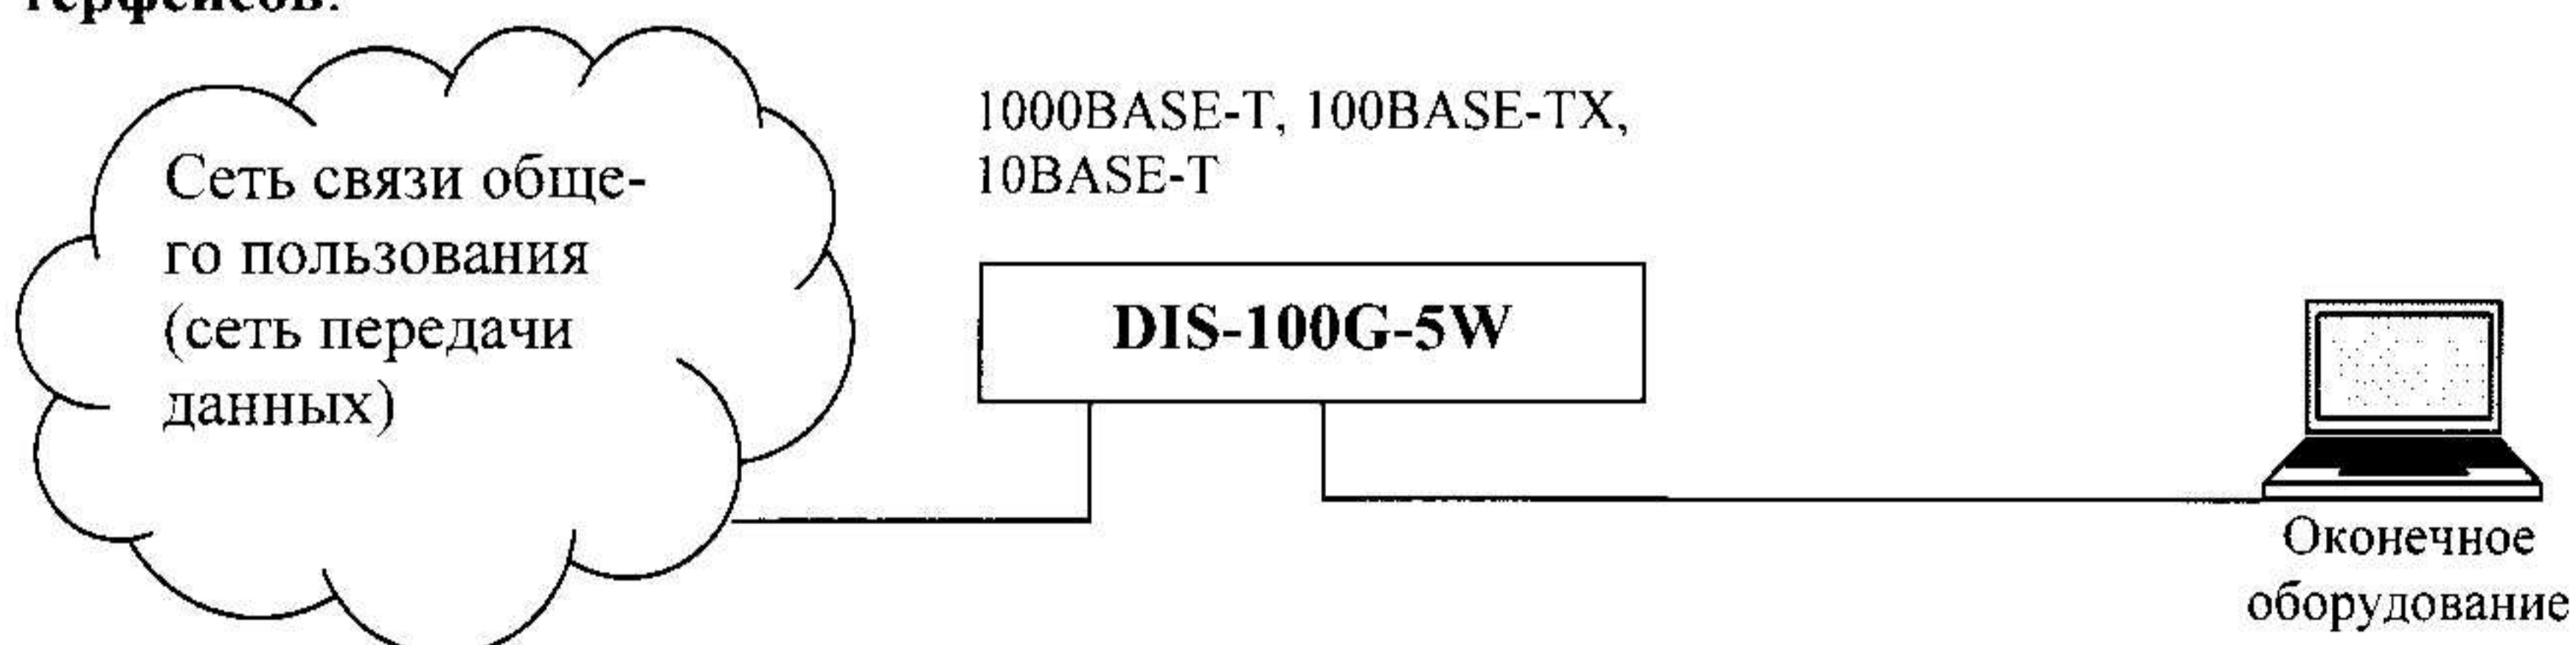 терфейсов.
Сеть связи обще-
го пользования
(сеть передачи
данных)
1000BASE-T, 100BASE-TX,
10BASE-T
DIS-100G-5W
Оконечное
оборудование